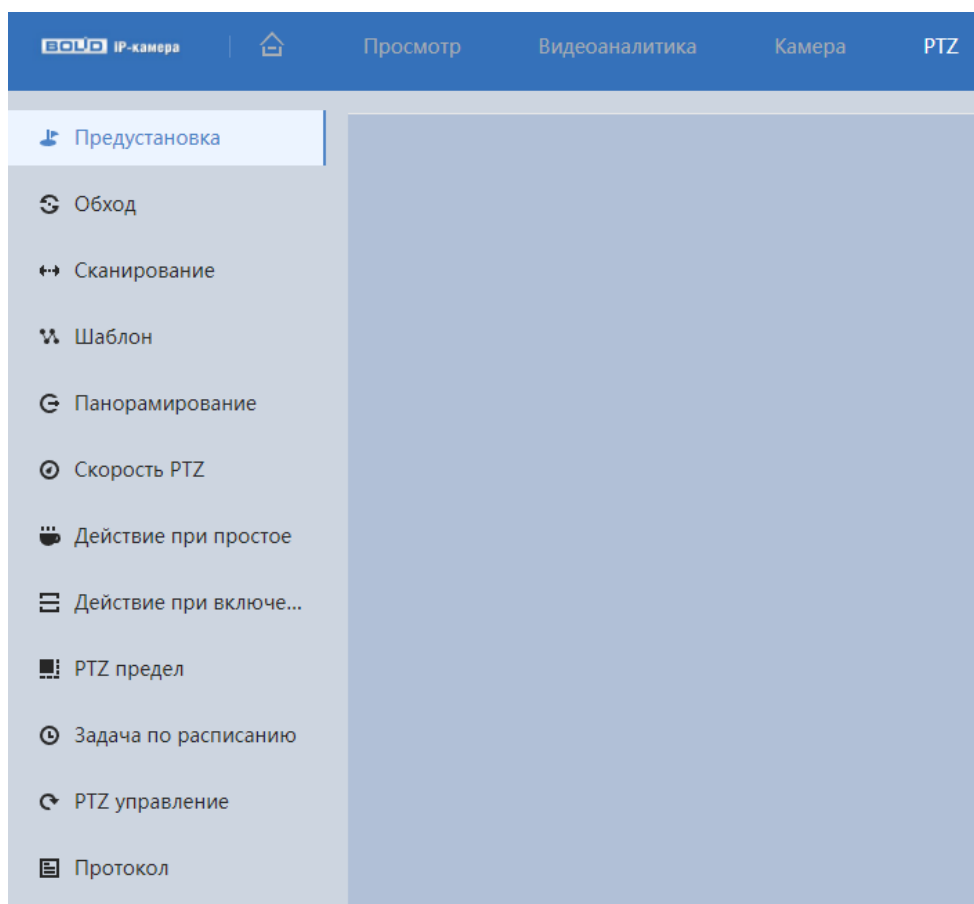 BOLID IP-камера
Просмотр
Видеоаналитика
Камера
PTZ
Предустановка
Обход
Сканирование
Шаблон
Панорамирование
Скорость PTZ
Действие при простое
Действие при включе...
PTZ предел
Задача по расписанию
PTZ управление
Протокол